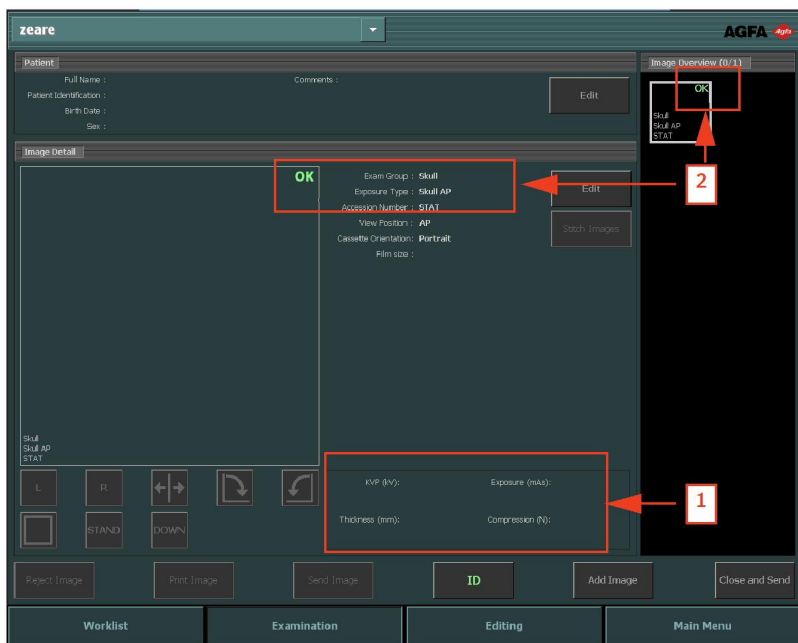 zeare
AGFA Agfa
Patient
Full Name :
Comments :
Patient Identification :
Birth Date :
Sex :
Edit
Image Overview (0/1)
OK
Skull
Skull AP
STAT
2
Image Detail
OK
Exam Group : Skull
Exposure Type : Skull AP
Accession Number : STAT
View Position : AP
Cassette Orientation: Portrait
Film size :
Edit
Stitch Images
Skull
Skull AP
STAT
L
R
STAND
DOWN
KVP (kV):
Exposure (mAs):
Thickness (mm):
Compression (N):
1
Reject Image
Print Image
Send Image
ID
Add Image
Close and Send
Worklist
Examination
Editing
Main Menu